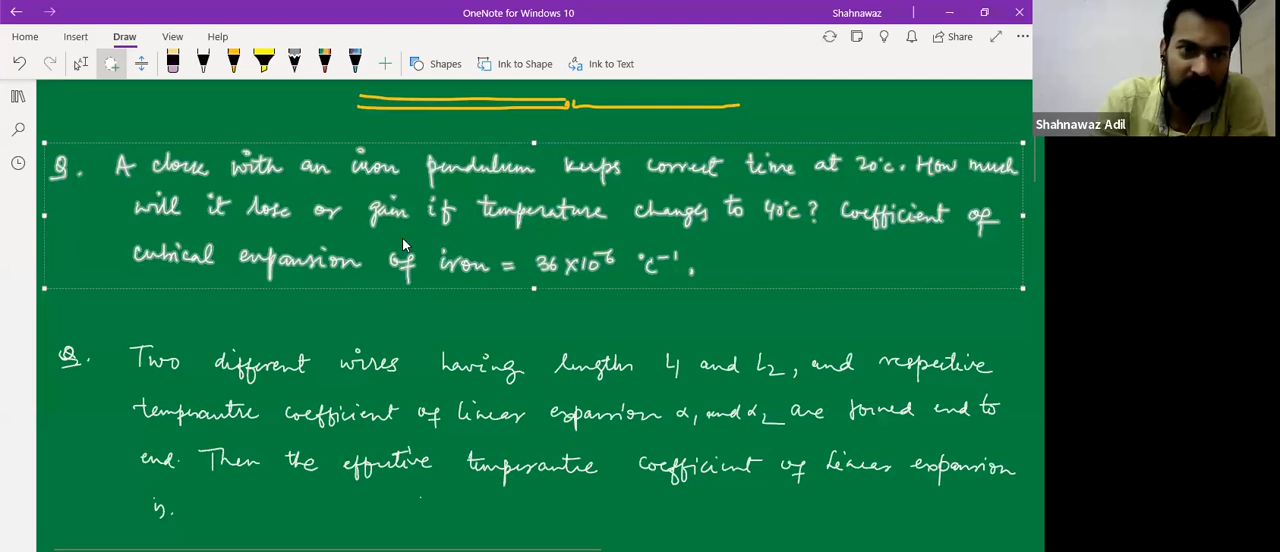 OneNote for Windows 10
Shahnawaz
Home Insert Draw View Help
Share
Shapes Ink to Shape Ink to Text
Shahnawaz Adil
Q. A clock with an iron pendulum keeps correct time at 20°c. How much
will it lose or gain if temperature changes to 40°c? Coefficient of
cubical expansion of iron = 36×10⁻⁶ °c⁻¹.
Q. Two different wires having lengths L1 and L2, and respective
temperature coefficient of linear expansion α1 and α2 are joined end to
end. Then the effective temperature coefficient of linear expansion
is.